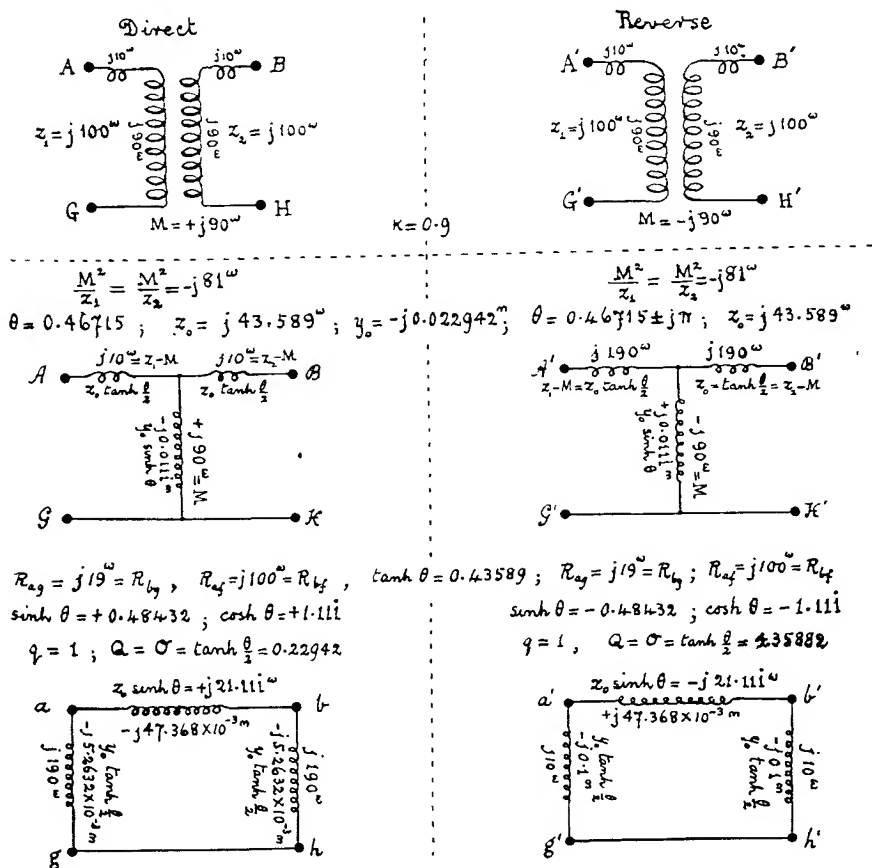 Direct
Reverse
A j10ω j10ω B
A' j10ω j10ω B'
z₁=j100ω j90ω j90ω z₂=j100ω
z₁=j100ω j90ω j90ω z₂=j100ω
G H
G' H'
M=+j90ω
κ=0.9
M=-j90ω
M²/z₁ = M²/z₂ = -j81ω
M²/z₁ = M²/z₂ = -j81ω
θ=0.46715 ; z₀= j43.589ω ; y₀=-j0.022942m ; θ=0.46715±jπ ; z₀=j43.589ω
A j10ω=z₁-M j10ω=z₂-M B
z₀ tanh θ/2 z₀ tanh θ/2
+j90ω=M
-j0.0111m
y₀ sinh θ
G H
A' j190ω j190ω B'
z₁-M=z₀ tanh θ/2 z₀=tanh θ/2=z₂-M
-j90ω=M
+j0.0111m
y₀ sinh θ
G' H'
Rag = j19ω = Rbg , Raf=j100ω=Rbf , tanh θ=0.43589 ; Rag=j19ω=Rbg ; Raf=j100ω=Rbf
sinh θ=+0.48432 ; cosh θ=+1.111
sinh θ=-0.48432 ; cosh θ=-1.111
q=1 ; Q=σ=tanh θ/2=0.22942
q=1 , Q=σ=tanh θ/2=435882
z₀ sinh θ=+j21.111ω
a b
-j47.368×10⁻³m
j190ω
-j5.2632×10⁻³m
y₀ tanh θ/2
j190ω
-j5.2632×10⁻³m
y₀ tanh θ/2
g h
z₀ sinh θ=-j21.111ω
a' b'
+j47.368×10⁻³m
j10ω
-j0.1m
y₀ tanh θ/2
j10ω
-j0.1m
y₀ tanh θ/2
g' h'